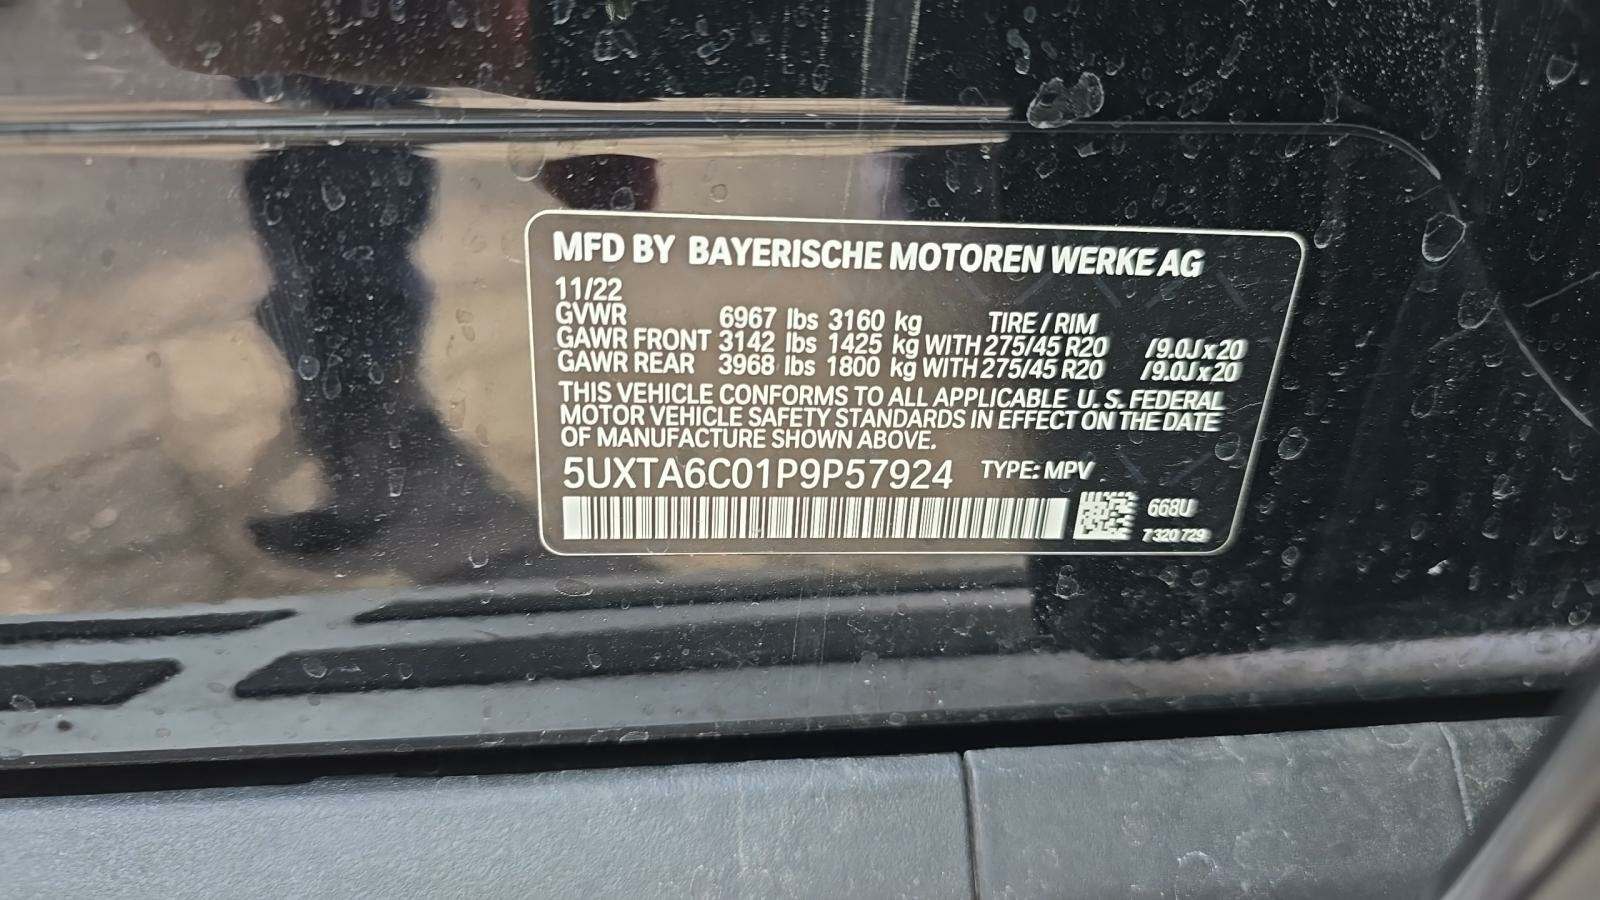 MFD BY BAYERISCHE MOTOREN WERKE AG
11/22
GVWR 6967 lbs 3160 kg TIRE / RIM
GAWR FRONT 3142 lbs 1425 kg WITH 275/45 R20 /9.0J x 20
GAWR REAR 3968 lbs 1800 kg WITH 275/45 R20 /9.0J x 20
THIS VEHICLE CONFORMS TO ALL APPLICABLE U. S. FEDERAL
MOTOR VEHICLE SAFETY STANDARDS IN EFFECT ON THE DATE
OF MANUFACTURE SHOWN ABOVE.
5UXTA6C01P9P57924 TYPE: MPV
668U
7 320 729